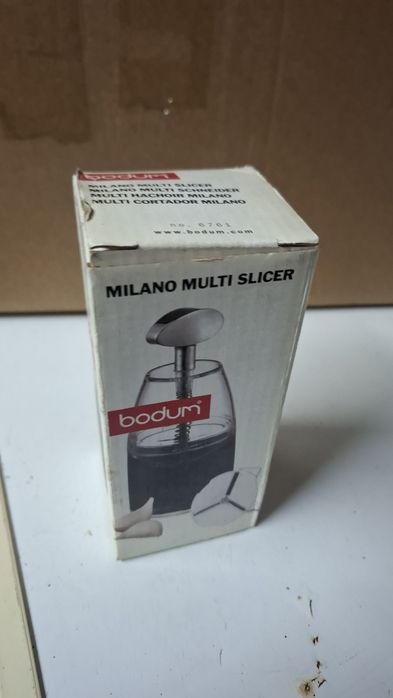 bodum®
MILANO MULTI SLICER
MILANO MULTI SCHNEIDER
MULTI HACHOIR MILANO
MULTI CORTADOR MILANO
no. 6761
www.bodum.com
MILANO MULTI SLICER
bodum®